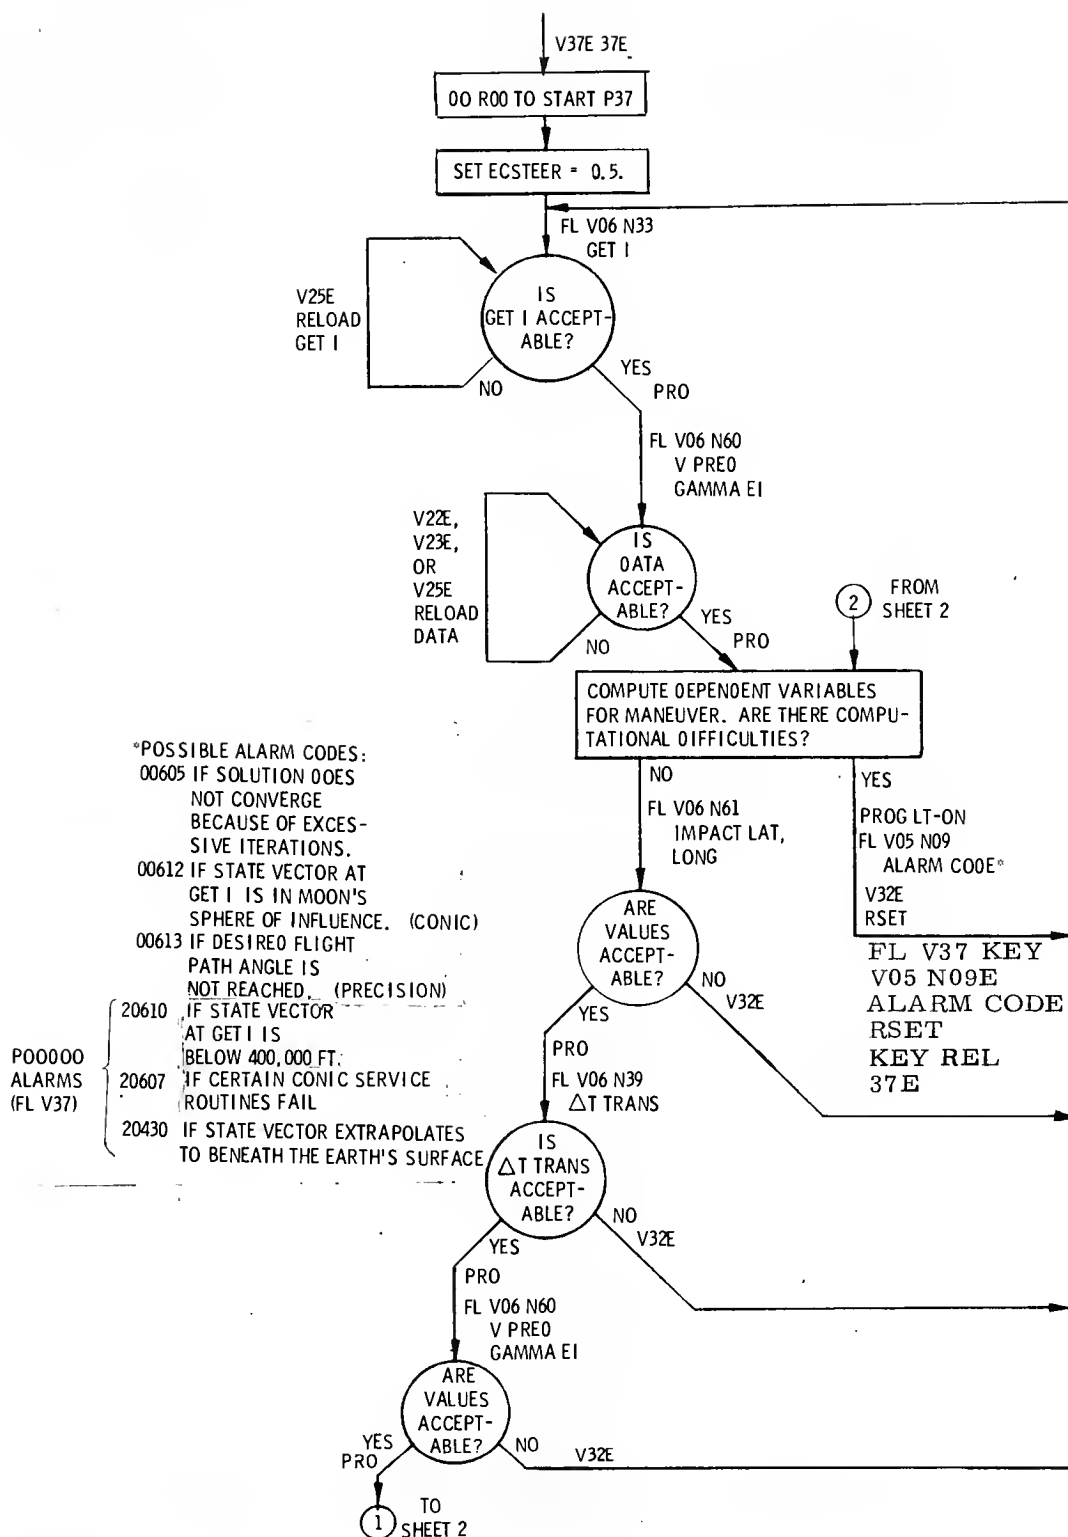 V37E 37E
OO R00 TO START P37
SET ECSTEER = 0.5.
FL V06 N33
GET I
IS
GET I ACCEPT-
ABLE?
V25E
RELOAD
GET I
NO
YES
PRO
FL V06 N60
V PREO
GAMMA EI
V22E,
V23E,
OR
V25E
RELOAD
DATA
IS
OATA
ACCEPT-
ABLE?
NO
YES
PRO
2
FROM
SHEET 2
COMPUTE OEPENOENT VARIABLES
FOR MANEUVER. ARE THERE COMPU-
TATIONAL OIFFICULTIES?
NO
FL V06 N61
IMPACT LAT,
LONG
YES
PROG LT-ON
FL V05 N09
ALARM COOE*
V32E
RSET
FL V37 KEY
V05 N09E
ALARM CODE
RSET
KEY REL
37E
*POSSIBLE ALARM CODES:
00605 IF SOLUTION OOES
NOT CONVERGE
BECAUSE OF EXCES-
SIVE ITERATIONS.
00612 IF STATE VECTOR AT
GET I IS IN MOON'S
SPHERE OF INFLUENCE. (CONIC)
00613 IF DESIRED FLIGHT
PATH ANGLE IS
NOT REACHED. (PRECISION)
P00000
ALARMS
(FL V37)
20610 IF STATE VECTOR
AT GET I IS
BELOW 400,000 FT.
20607 IF CERTAIN CONIC SERVICE
ROUTINES FAIL
20430 IF STATE VECTOR EXTRAPOLATES
TO BENEATH THE EARTH'S SURFACE
ARE
VALUES
ACCEPT-
ABLE?
NO
V32E
YES
PRO
FL V06 N39
△T TRANS
IS
△T TRANS
ACCEPT-
ABLE?
NO
V32E
YES
PRO
FL V06 N60
V PREO
GAMMA EI
ARE
VALUES
ACCEPT-
ABLE?
NO
V32E
YES
PRO
1
TO
SHEET 2